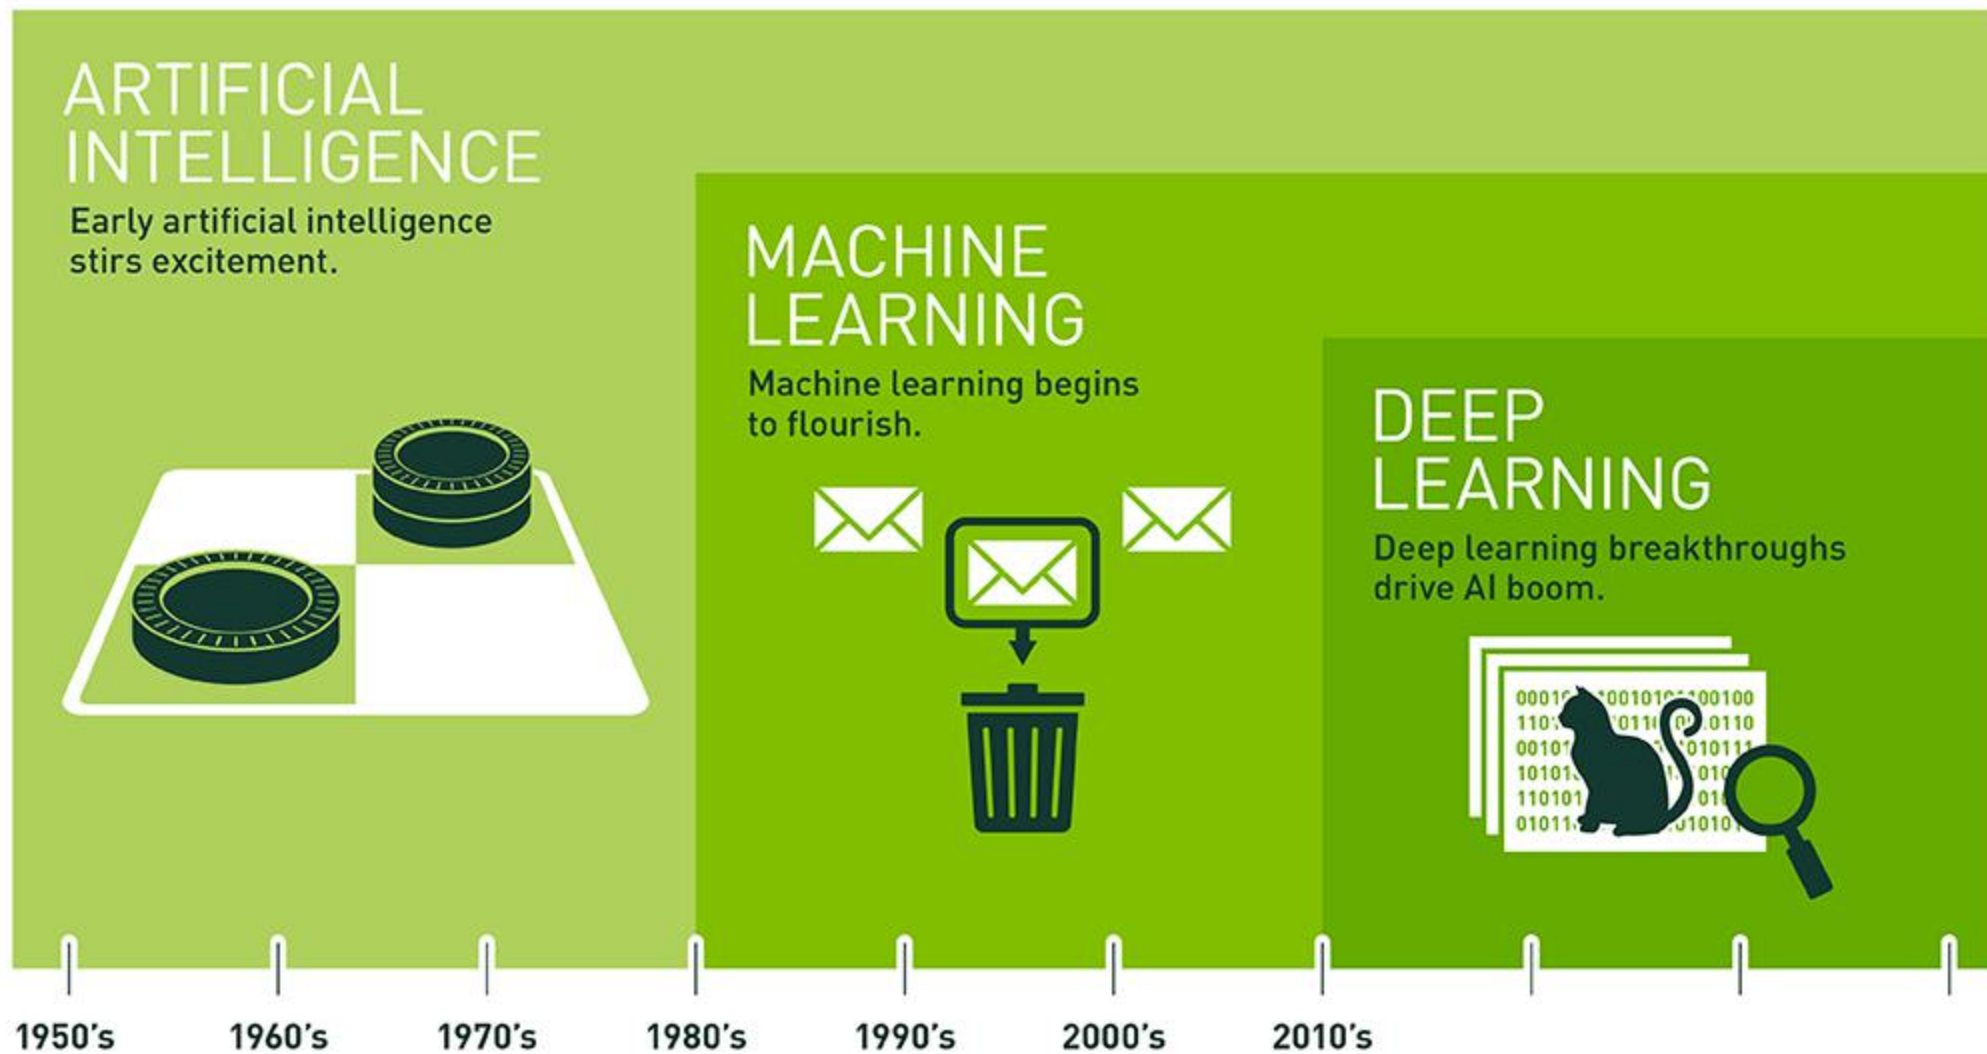 ARTIFICIAL
INTELLIGENCE
Early artificial intelligence
stirs excitement.
MACHINE
LEARNING
Machine learning begins
to flourish.
DEEP
LEARNING
Deep learning breakthroughs
drive AI boom.
1950's 1960's 1970's 1980's 1990's 2000's 2010's